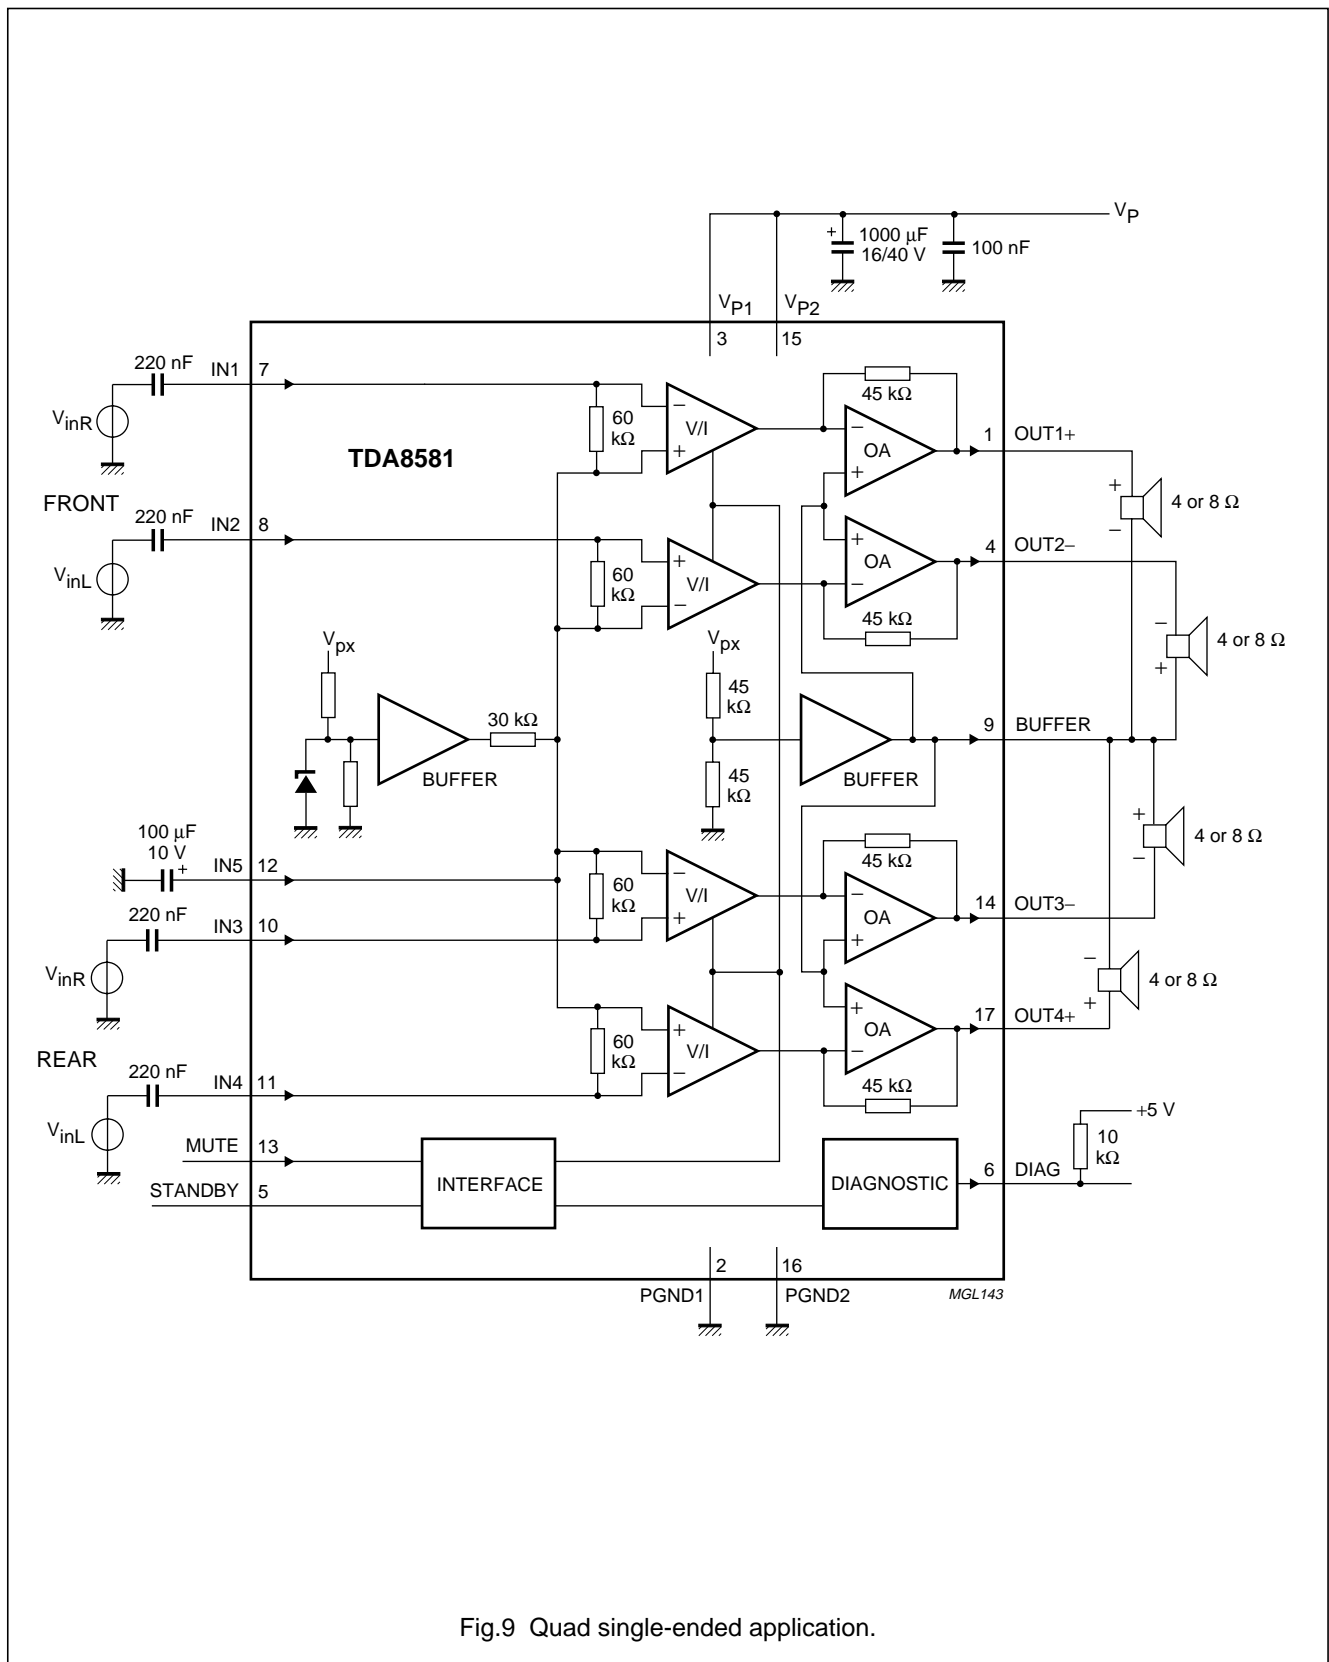 V_P
+ 1000 μF
16/40 V
100 nF
V_P1 V_P2
3 15
220 nF
IN1 7
V_inR
60 kΩ
−
V/I
+
45 kΩ
−
OA
+
1 OUT1+
TDA8581
+
4 or 8 Ω
−
FRONT
220 nF
IN2 8
V_inL
60 kΩ
+
V/I
−
+
OA
−
45 kΩ
4 OUT2−
−
4 or 8 Ω
+
V_px
BUFFER
30 kΩ
V_px
45 kΩ
45 kΩ
BUFFER
9 BUFFER
100 μF
10 V
+
IN5 12
60 kΩ
−
V/I
+
45 kΩ
−
OA
+
14 OUT3−
+
4 or 8 Ω
−
220 nF
IN3 10
V_inR
REAR
220 nF
IN4 11
V_inL
60 kΩ
+
V/I
−
+
OA
−
45 kΩ
17 OUT4+
−
4 or 8 Ω
+
MUTE 13
STANDBY 5
INTERFACE
DIAGNOSTIC
6 DIAG
+5 V
10 kΩ
2 16
PGND1 PGND2
MGL143
Fig.9 Quad single-ended application.